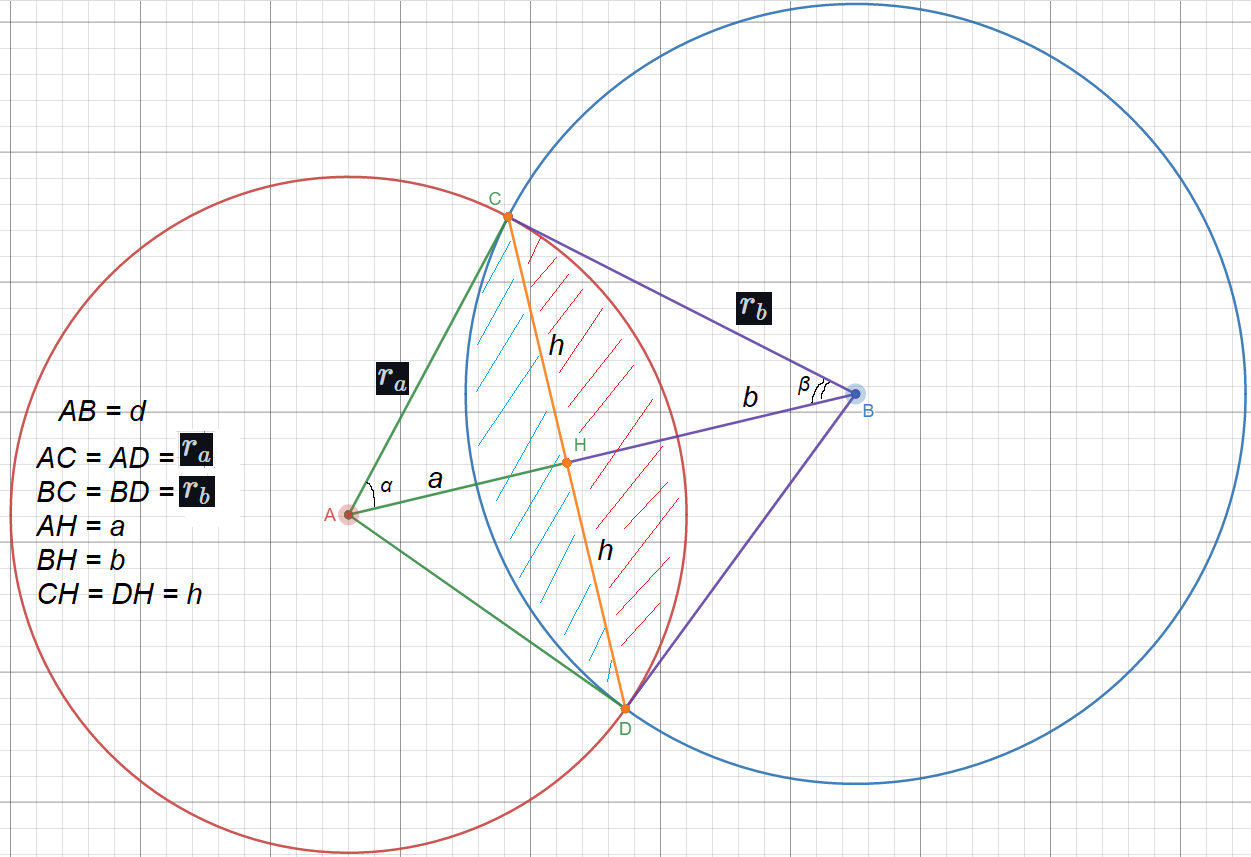 C
r_b
h
r_a
β
b
B
AB = d
H
AC = AD = r_a
α
a
BC = BD = r_b
A
AH = a
h
BH = b
CH = DH = h
D